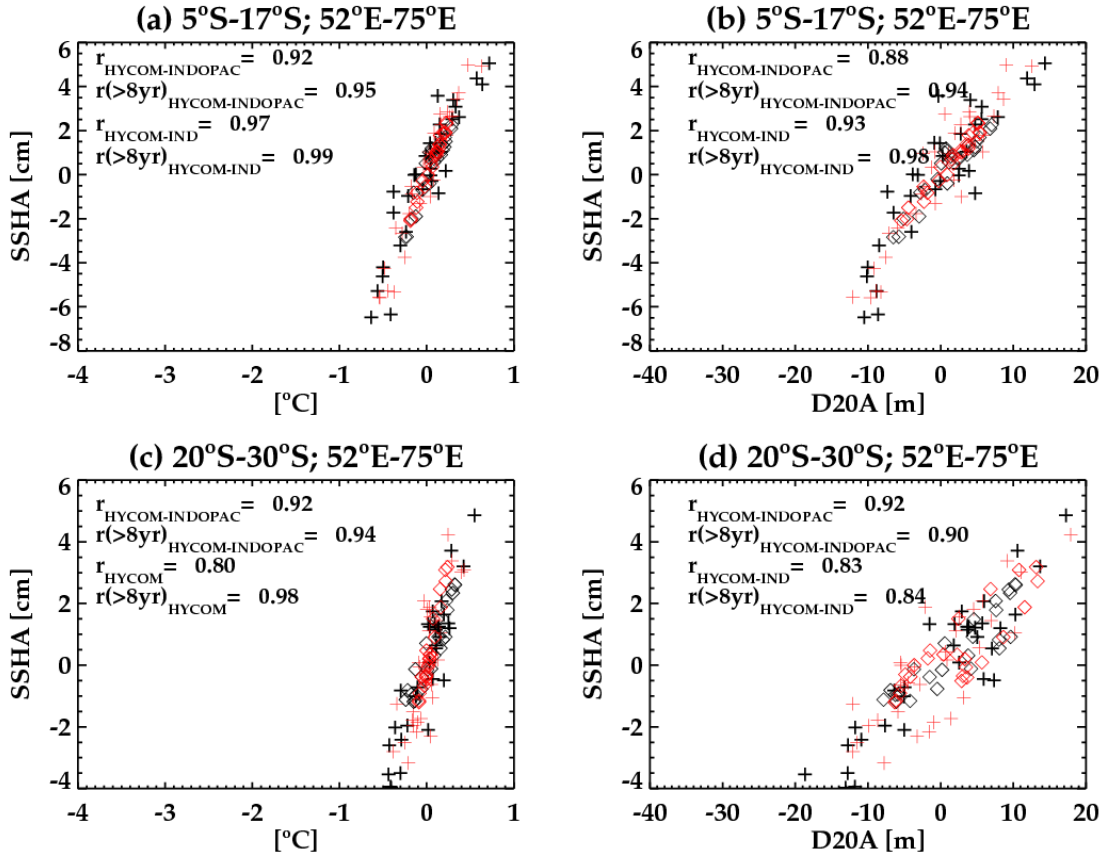 (a) 5°S-17°S; 52°E-75°E
r_HYCOM-INDOPAC= 0.92
r(>8yr)_HYCOM-INDOPAC= 0.95
r_HYCOM-IND= 0.97
r(>8yr)_HYCOM-IND= 0.99
SSHA [cm]
6
4
2
0
-2
-4
-6
-8
-4 -3 -2 -1 0 1
[°C]
(b) 5°S-17°S; 52°E-75°E
r_HYCOM-INDOPAC= 0.88
r(>8yr)_HYCOM-INDOPAC= 0.94
r_HYCOM-IND= 0.93
r(>8yr)_HYCOM-IND= 0.98
SSHA [cm]
6
4
2
0
-2
-4
-6
-8
-40 -30 -20 -10 0 10 20
D20A [m]
(c) 20°S-30°S; 52°E-75°E
r_HYCOM-INDOPAC= 0.92
r(>8yr)_HYCOM-INDOPAC= 0.94
r_HYCOM= 0.80
r(>8yr)_HYCOM= 0.98
SSHA [cm]
6
4
2
0
-2
-4
-4 -3 -2 -1 0 1
[°C]
(d) 20°S-30°S; 52°E-75°E
r_HYCOM-INDOPAC= 0.92
r(>8yr)_HYCOM-INDOPAC= 0.90
r_HYCOM-IND= 0.83
r(>8yr)_HYCOM-IND= 0.84
SSHA [cm]
6
4
2
0
-2
-4
-40 -30 -20 -10 0 10 20
D20A [m]